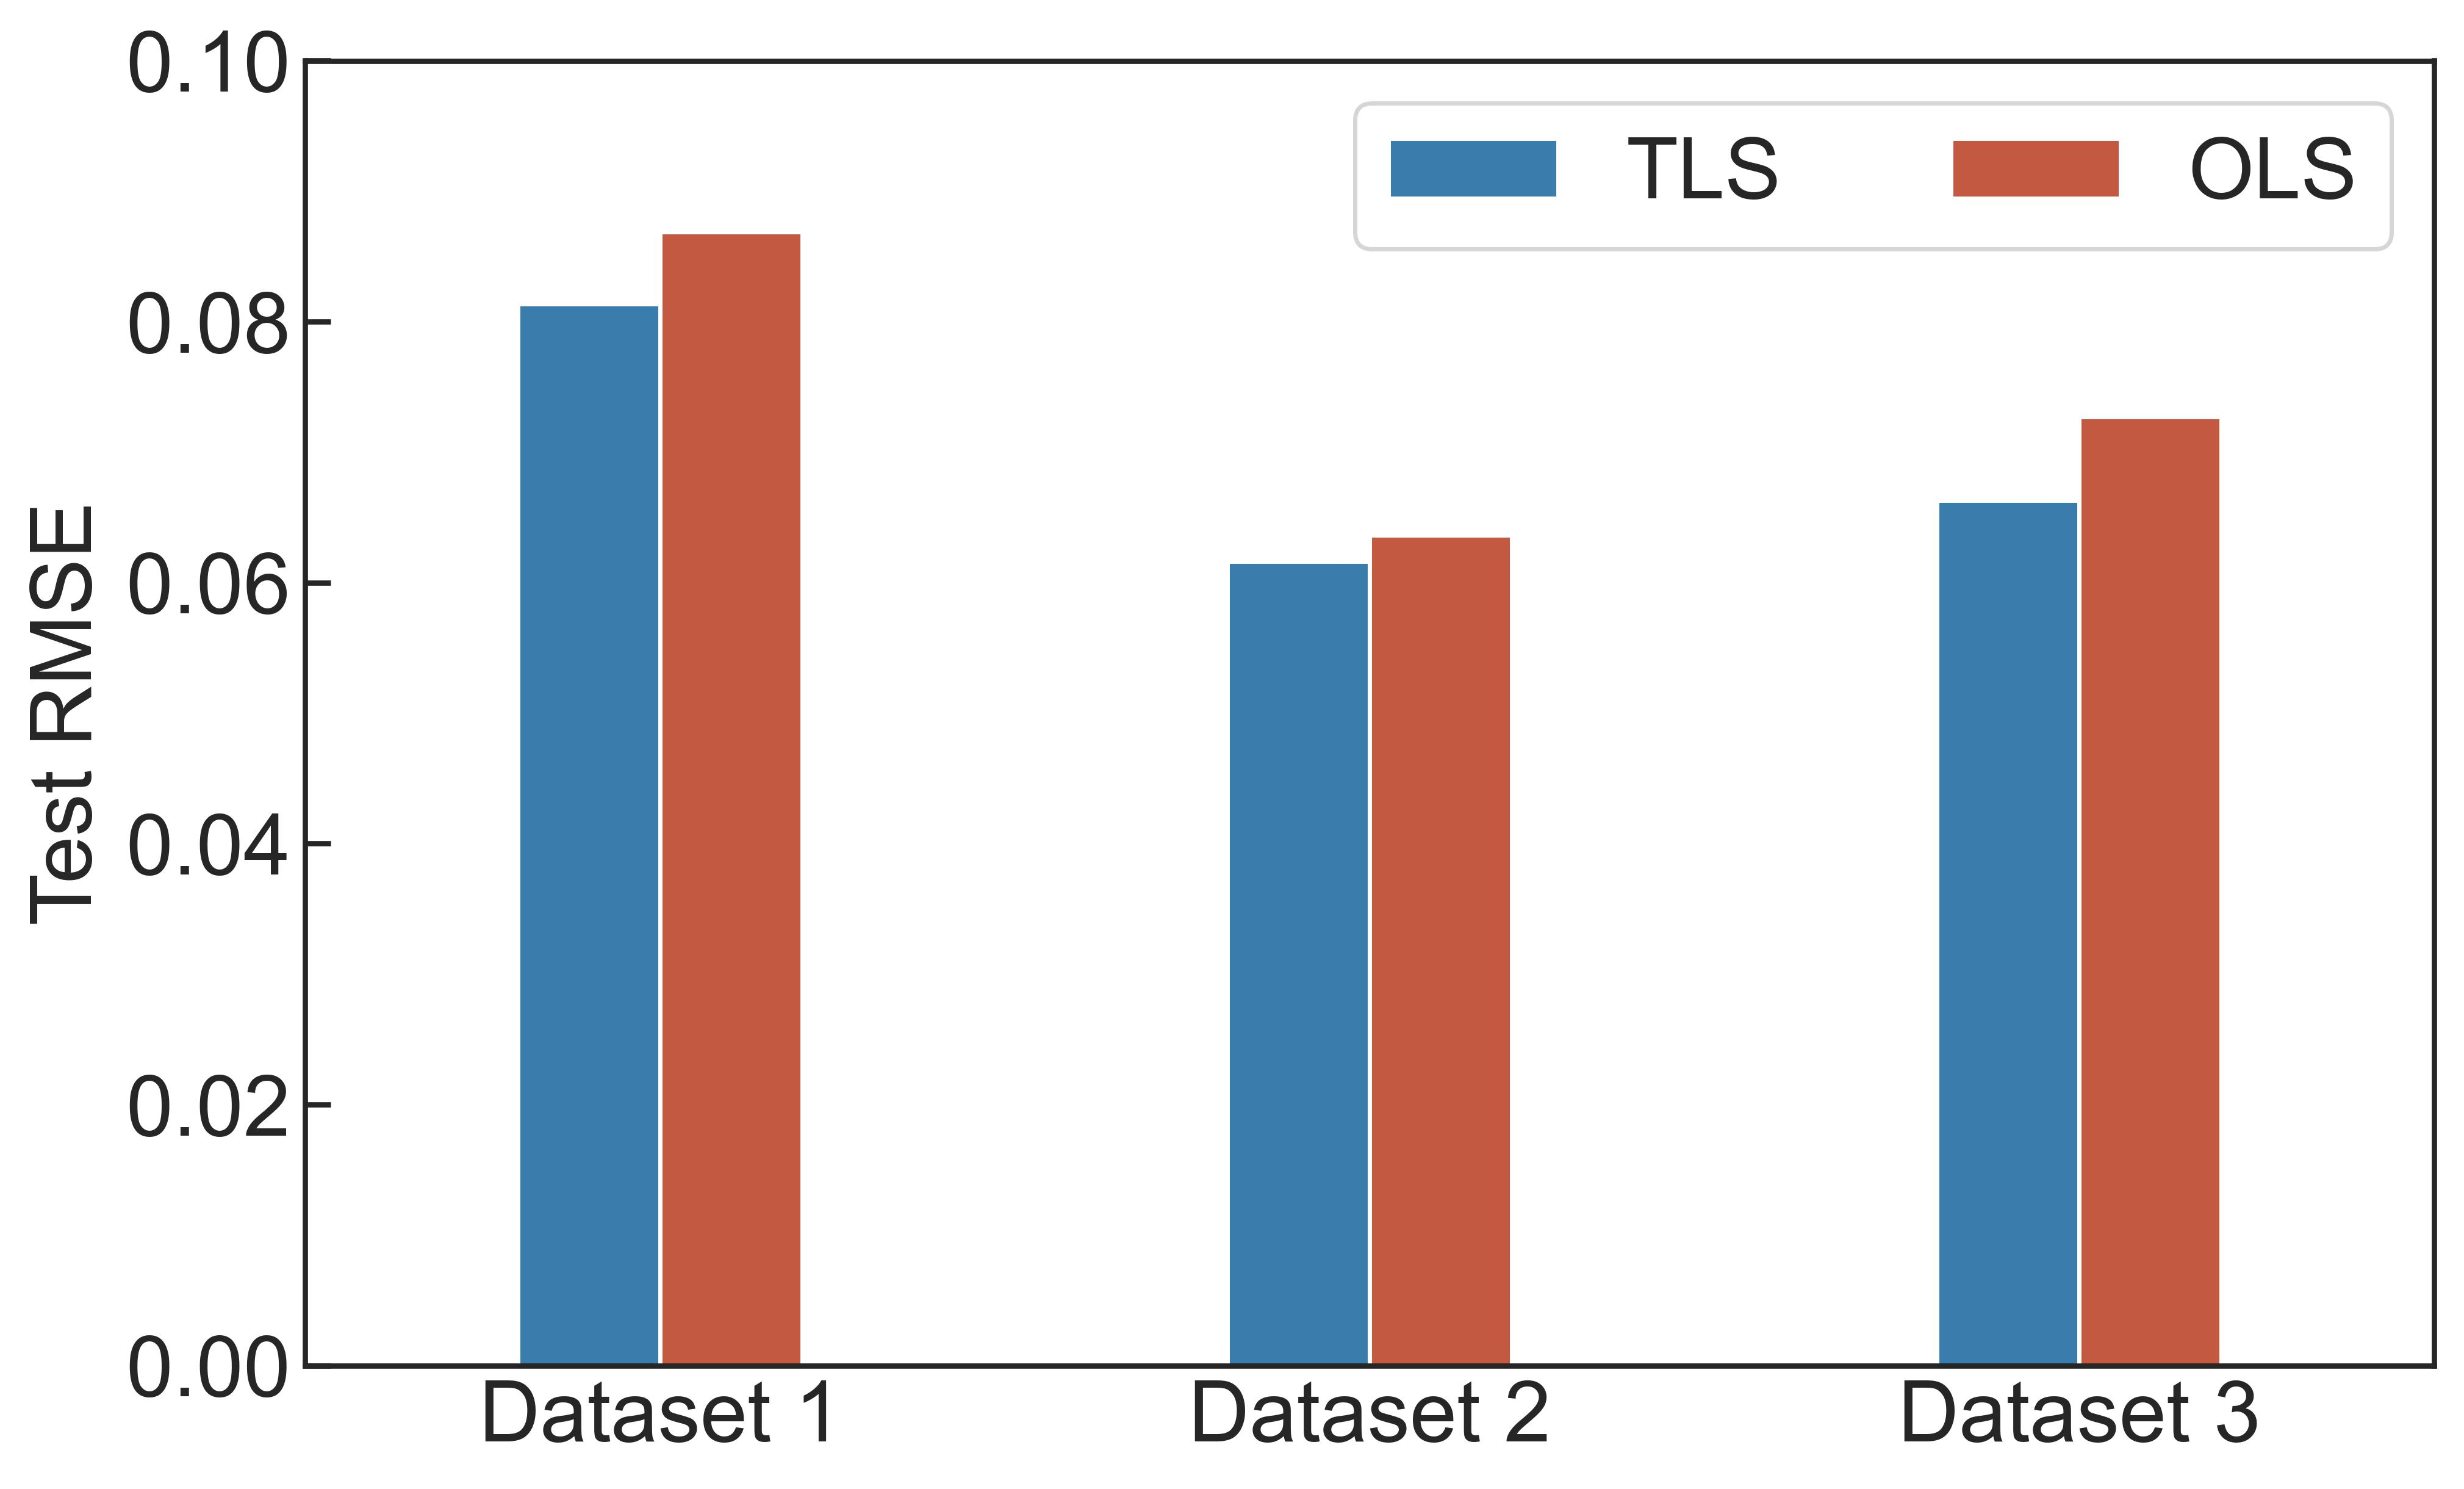 0.10
TLS OLS
0.08
0.06
Test RMSE
0.04
0.02
0.00
Dataset 1 Dataset 2 Dataset 3